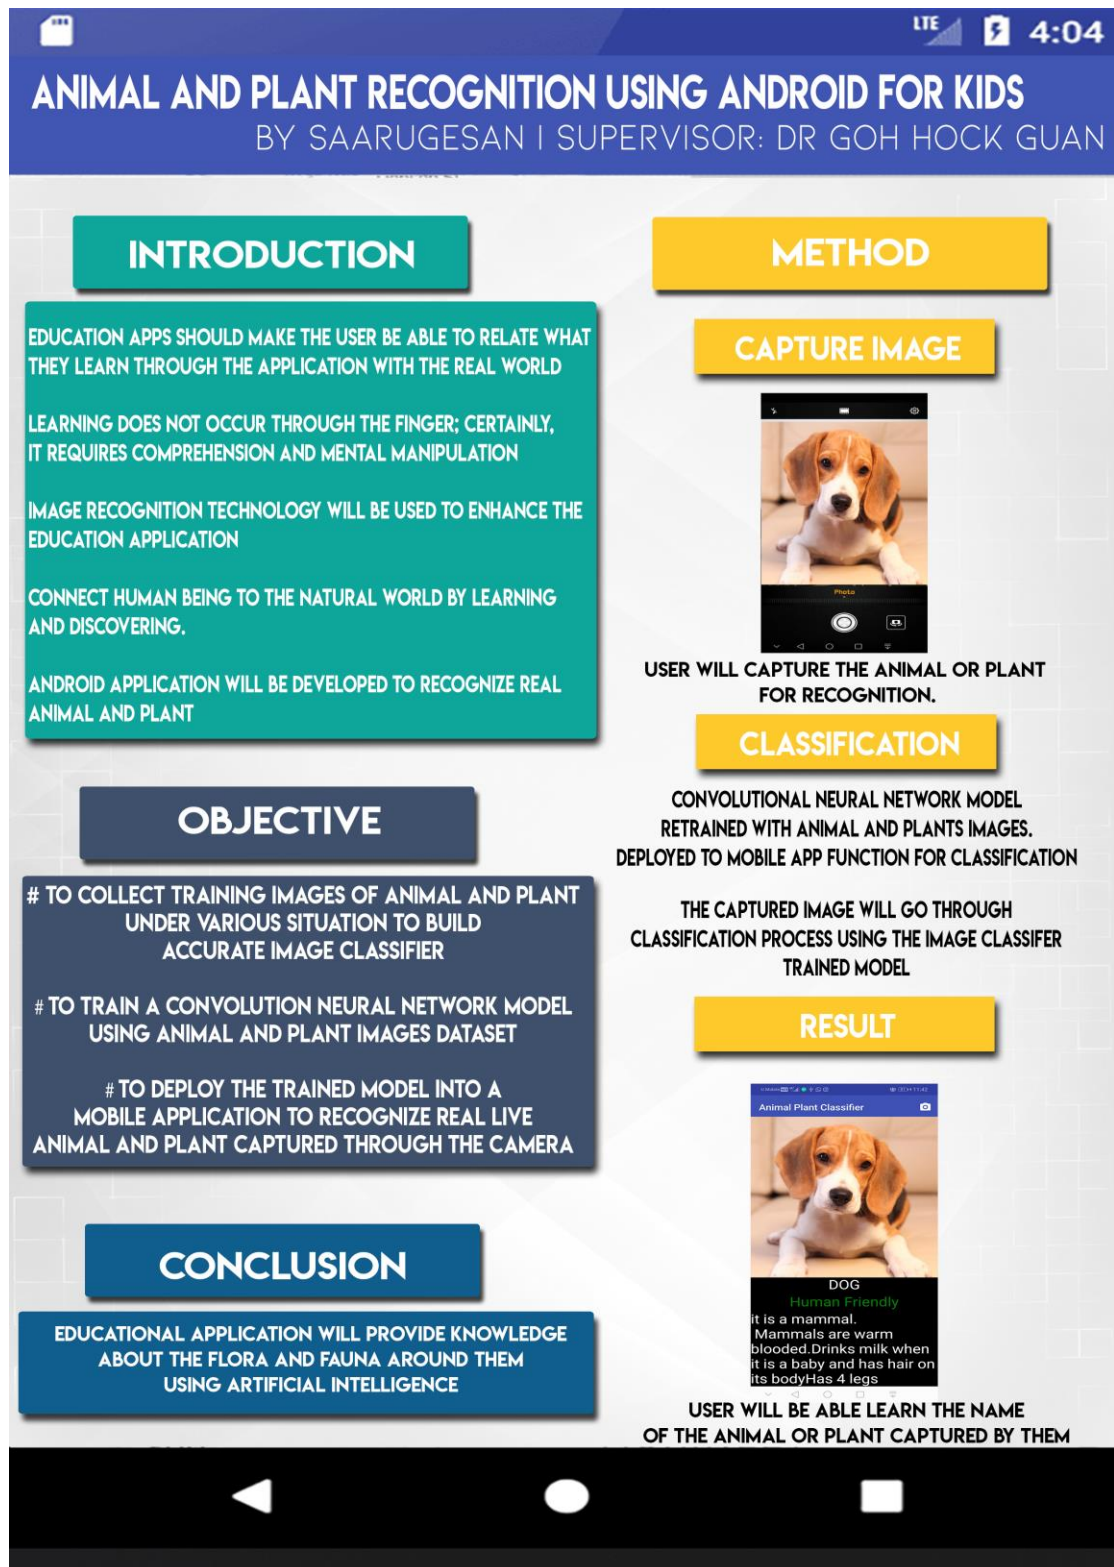 LTE 4:04
ANIMAL AND PLANT RECOGNITION USING ANDROID FOR KIDS
BY SAARUGESAN | SUPERVISOR: DR GOH HOCK GUAN
INTRODUCTION
EDUCATION APPS SHOULD MAKE THE USER BE ABLE TO RELATE WHAT
THEY LEARN THROUGH THE APPLICATION WITH THE REAL WORLD
LEARNING DOES NOT OCCUR THROUGH THE FINGER; CERTAINLY,
IT REQUIRES COMPREHENSION AND MENTAL MANIPULATION
IMAGE RECOGNITION TECHNOLOGY WILL BE USED TO ENHANCE THE
EDUCATION APPLICATION
CONNECT HUMAN BEING TO THE NATURAL WORLD BY LEARNING
AND DISCOVERING.
ANDROID APPLICATION WILL BE DEVELOPED TO RECOGNIZE REAL
ANIMAL AND PLANT
OBJECTIVE
# TO COLLECT TRAINING IMAGES OF ANIMAL AND PLANT
UNDER VARIOUS SITUATION TO BUILD
ACCURATE IMAGE CLASSIFIER
# TO TRAIN A CONVOLUTION NEURAL NETWORK MODEL
USING ANIMAL AND PLANT IMAGES DATASET
# TO DEPLOY THE TRAINED MODEL INTO A
MOBILE APPLICATION TO RECOGNIZE REAL LIVE
ANIMAL AND PLANT CAPTURED THROUGH THE CAMERA
CONCLUSION
EDUCATIONAL APPLICATION WILL PROVIDE KNOWLEDGE
ABOUT THE FLORA AND FAUNA AROUND THEM
USING ARTIFICIAL INTELLIGENCE
METHOD
CAPTURE IMAGE
Photo
USER WILL CAPTURE THE ANIMAL OR PLANT
FOR RECOGNITION.
CLASSIFICATION
CONVOLUTIONAL NEURAL NETWORK MODEL
RETRAINED WITH ANIMAL AND PLANTS IMAGES.
DEPLOYED TO MOBILE APP FUNCTION FOR CLASSIFICATION
THE CAPTURED IMAGE WILL GO THROUGH
CLASSIFICATION PROCESS USING THE IMAGE CLASSIFER
TRAINED MODEL
RESULT
11:42
Animal Plant Classifier
DOG
Human Friendly
it is a mammal.
Mammals are warm
blooded.Drinks milk when
it is a baby and has hair on
its bodyHas 4 legs
USER WILL BE ABLE LEARN THE NAME
OF THE ANIMAL OR PLANT CAPTURED BY THEM